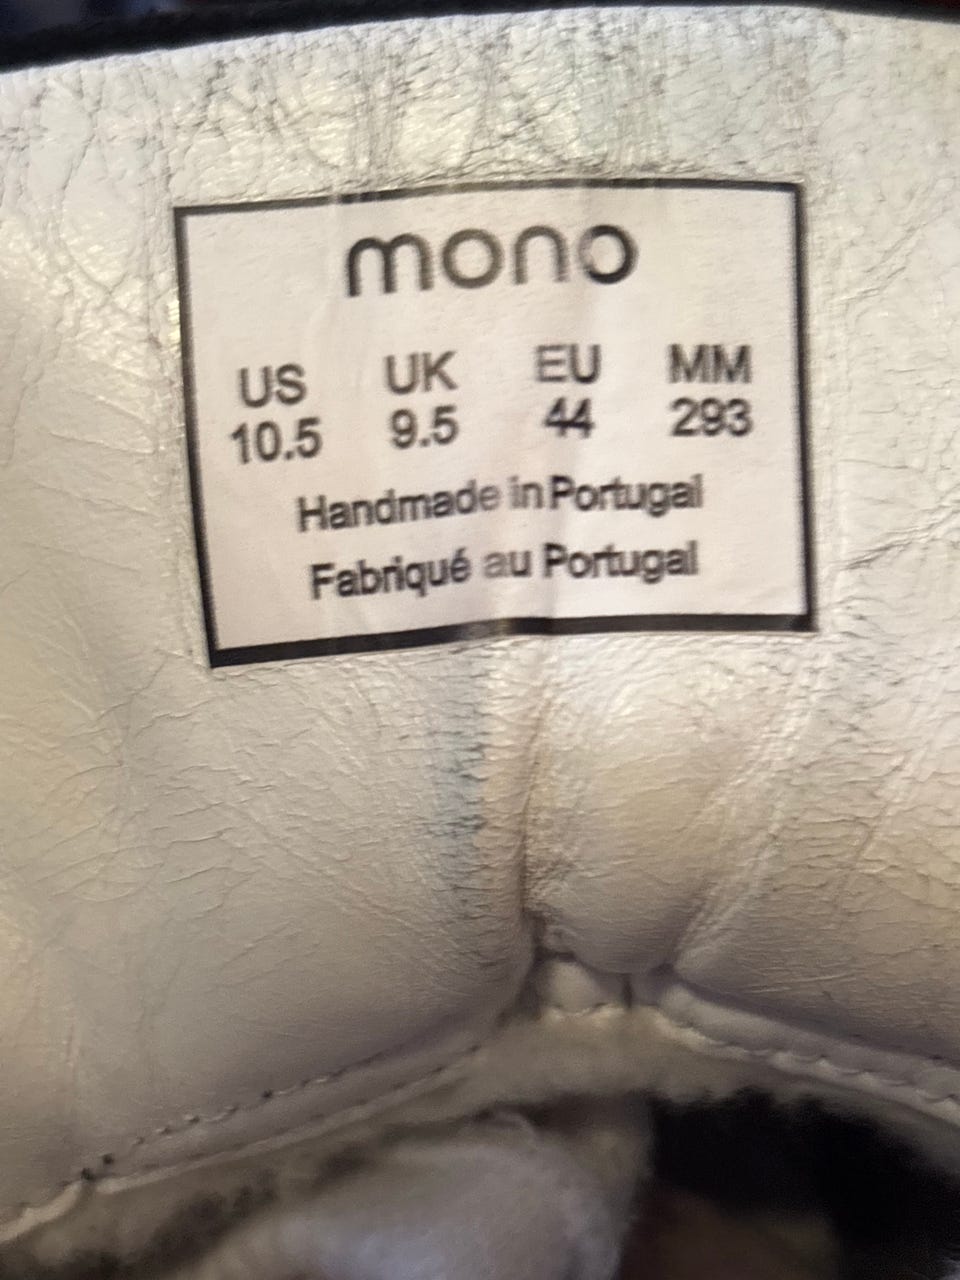 mono
US UK EU MM
10.5 9.5 44 293
Handmade in Portugal
Fabriqué au Portugal